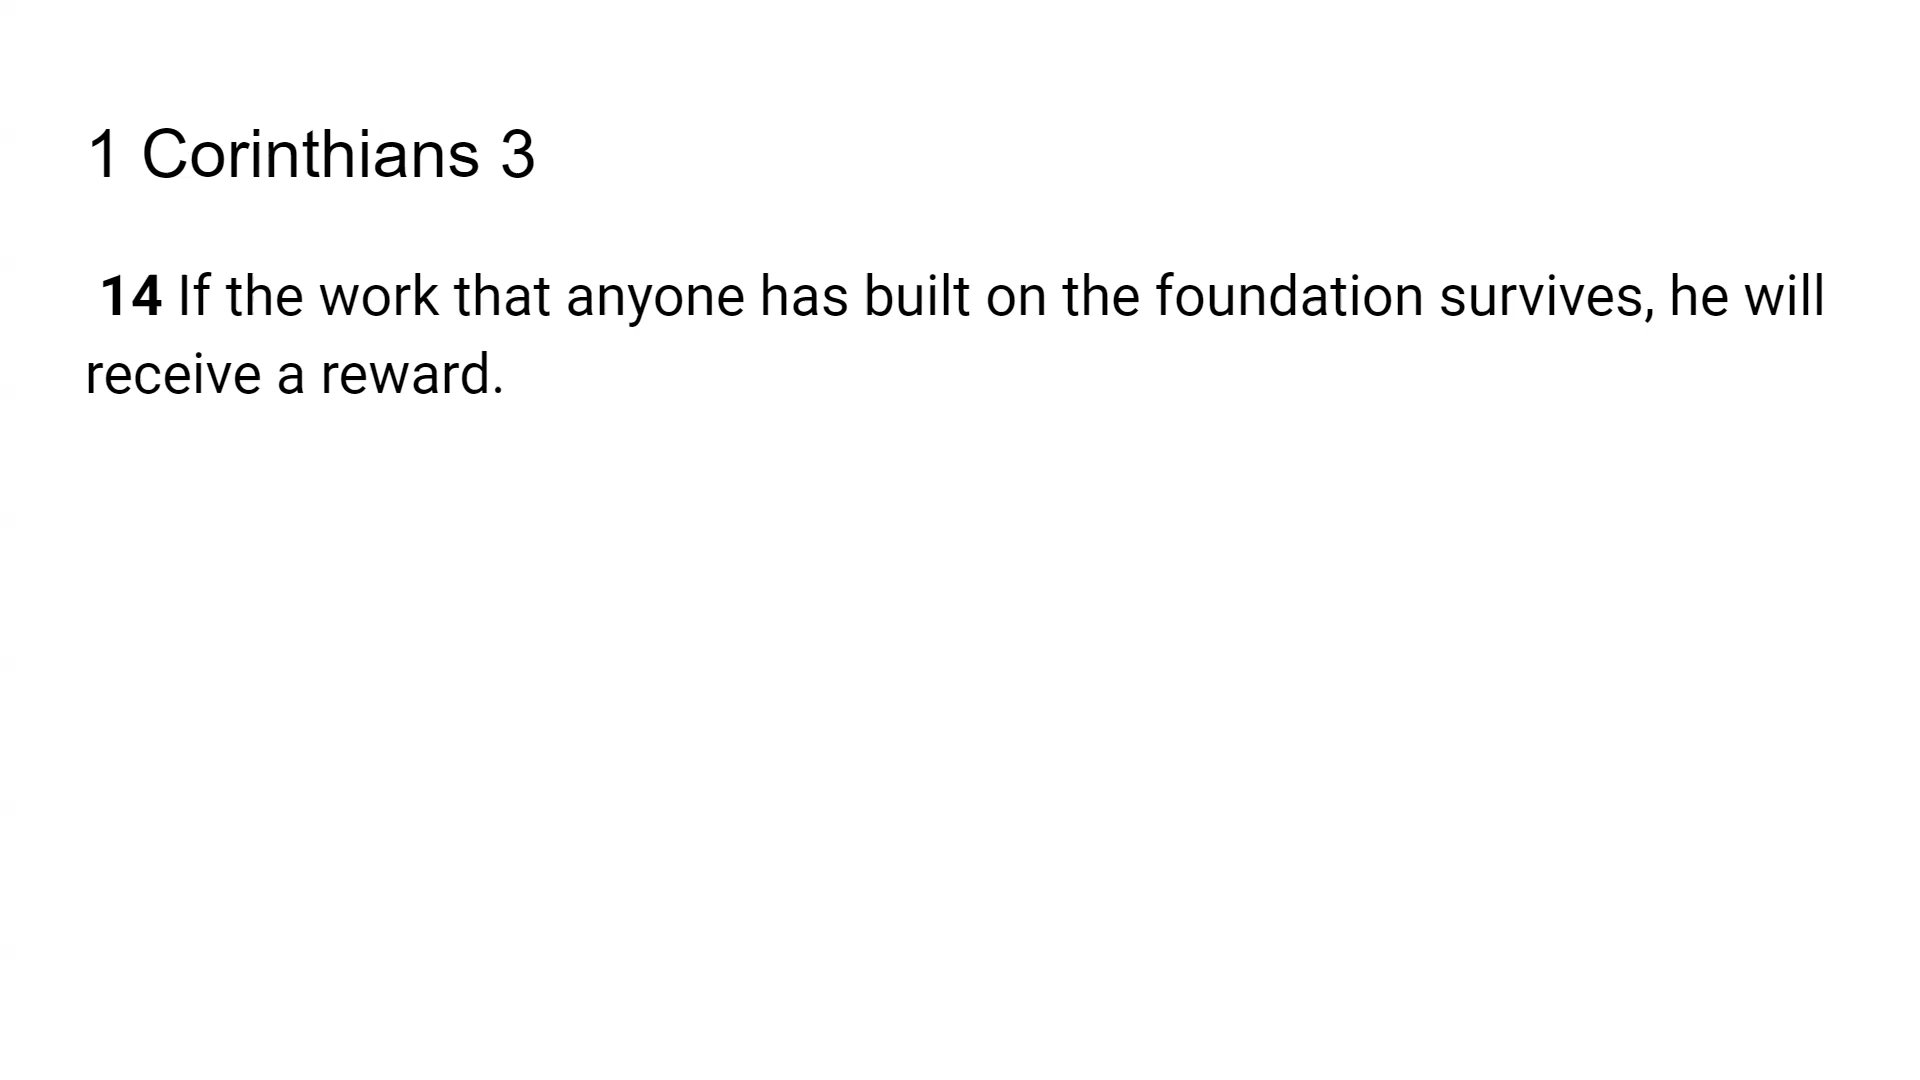 1 Corinthians 3
14 If the work that anyone has built on the foundation survives, he will
receive a reward.